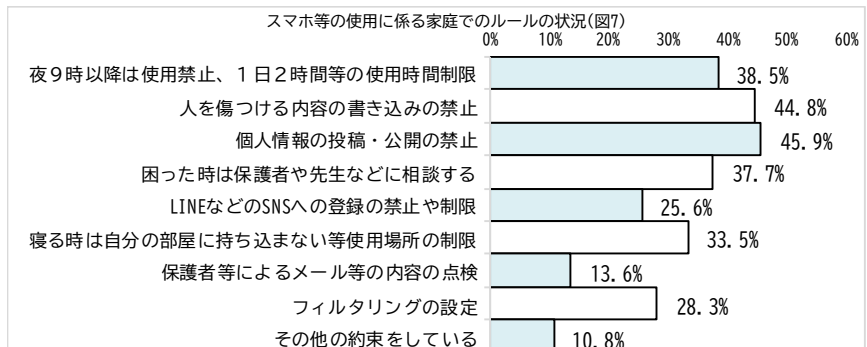 スマホ等の使用に係る家庭でのルールの状況(図7)
0% 10% 20% 30% 40% 50% 60%
夜9時以降は使用禁止、1日2時間等の使用時間制限 38.5%
人を傷つける内容の書き込みの禁止 44.8%
個人情報の投稿・公開の禁止 45.9%
困った時は保護者や先生などに相談する 37.7%
LINEなどのSNSへの登録の禁止や制限 25.6%
寝る時は自分の部屋に持ち込まない等使用場所の制限 33.5%
保護者等によるメール等の内容の点検 13.6%
フィルタリングの設定 28.3%
その他の約束をしている 10.8%